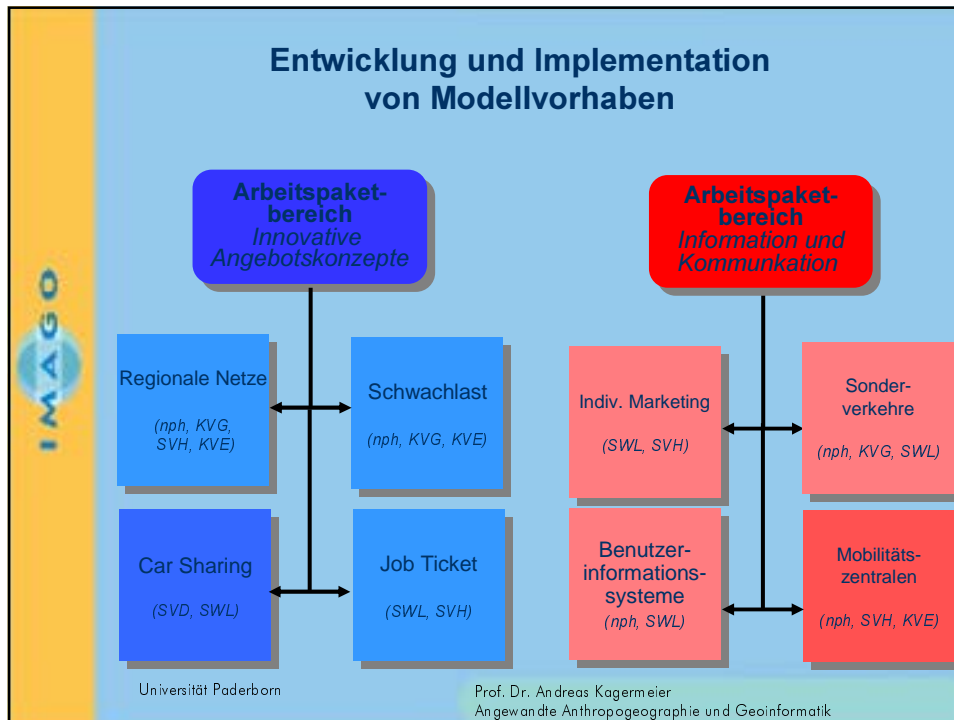 Entwicklung und Implementation
von Modellvorhaben
Arbeitspaket-
bereich
Innovative
Angebotskonzepte
Arbeitspaket-
bereich
Information und
Kommunkation
IMAGO
Regionale Netze
(nph, KVG,
SVH, KVE)
Schwachlast
(nph, KVG, KVE)
Indiv. Marketing
(SWL, SVH)
Sonder-
verkehre
(nph, KVG, SWL)
Car Sharing
(SVD, SWL)
Job Ticket
(SWL, SVH)
Benutzer-
informations-
systeme
(nph, SWL)
Mobilitäts-
zentralen
(nph, SVH, KVE)
Universität Paderborn
Prof. Dr. Andreas Kagermeier
Angewandte Anthropogeographie und Geoinformatik